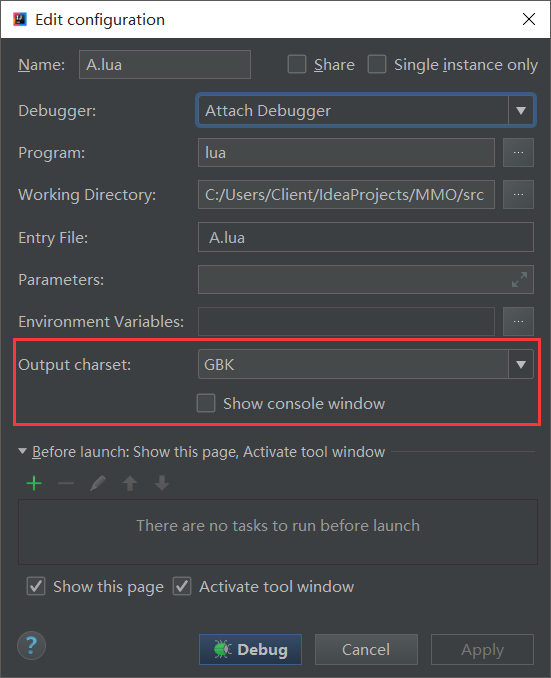 Edit configuration
Name: A.lua Share Single instance only
Debugger: Attach Debugger
Program: lua ...
Working Directory: C:/Users/Client/IdeaProjects/MMO/src ...
Entry File: A.lua
Parameters:
Environment Variables: ...
Output charset: GBK
Show console window
Before launch: Show this page, Activate tool window
There are no tasks to run before launch
Show this page Activate tool window
? Debug Cancel Apply